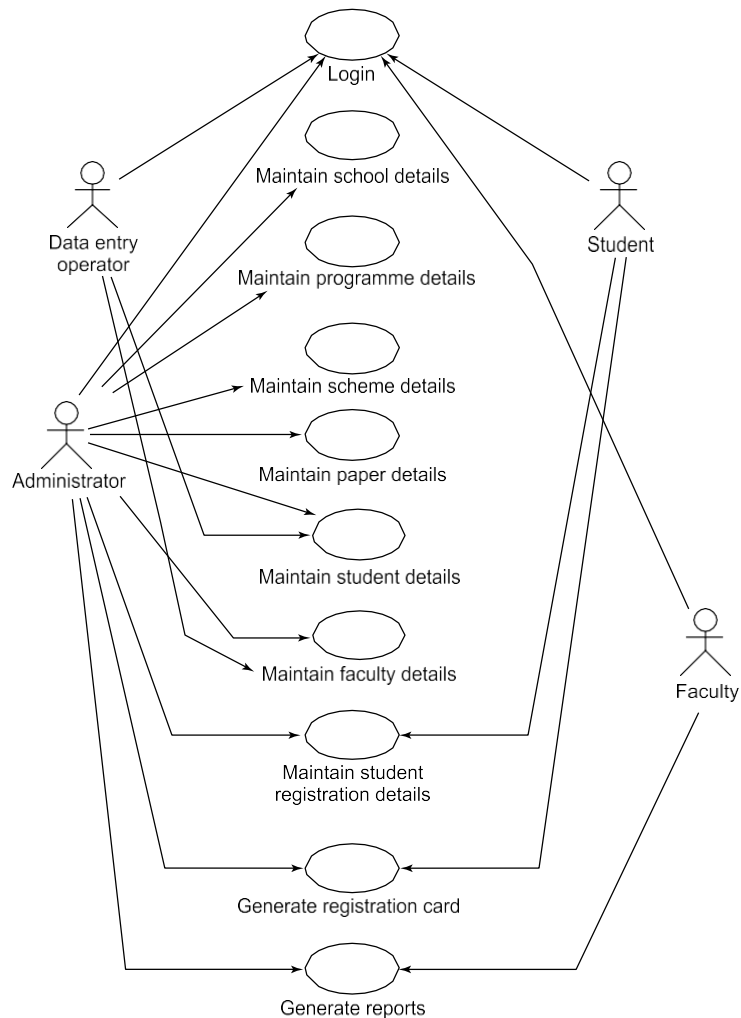 Login
Maintain school details
Data entry
operator
Student
Maintain programme details
Maintain scheme details
Maintain paper details
Administrator
Maintain student details
Maintain faculty details
Faculty
Maintain student
registration details
Generate registration card
Generate reports